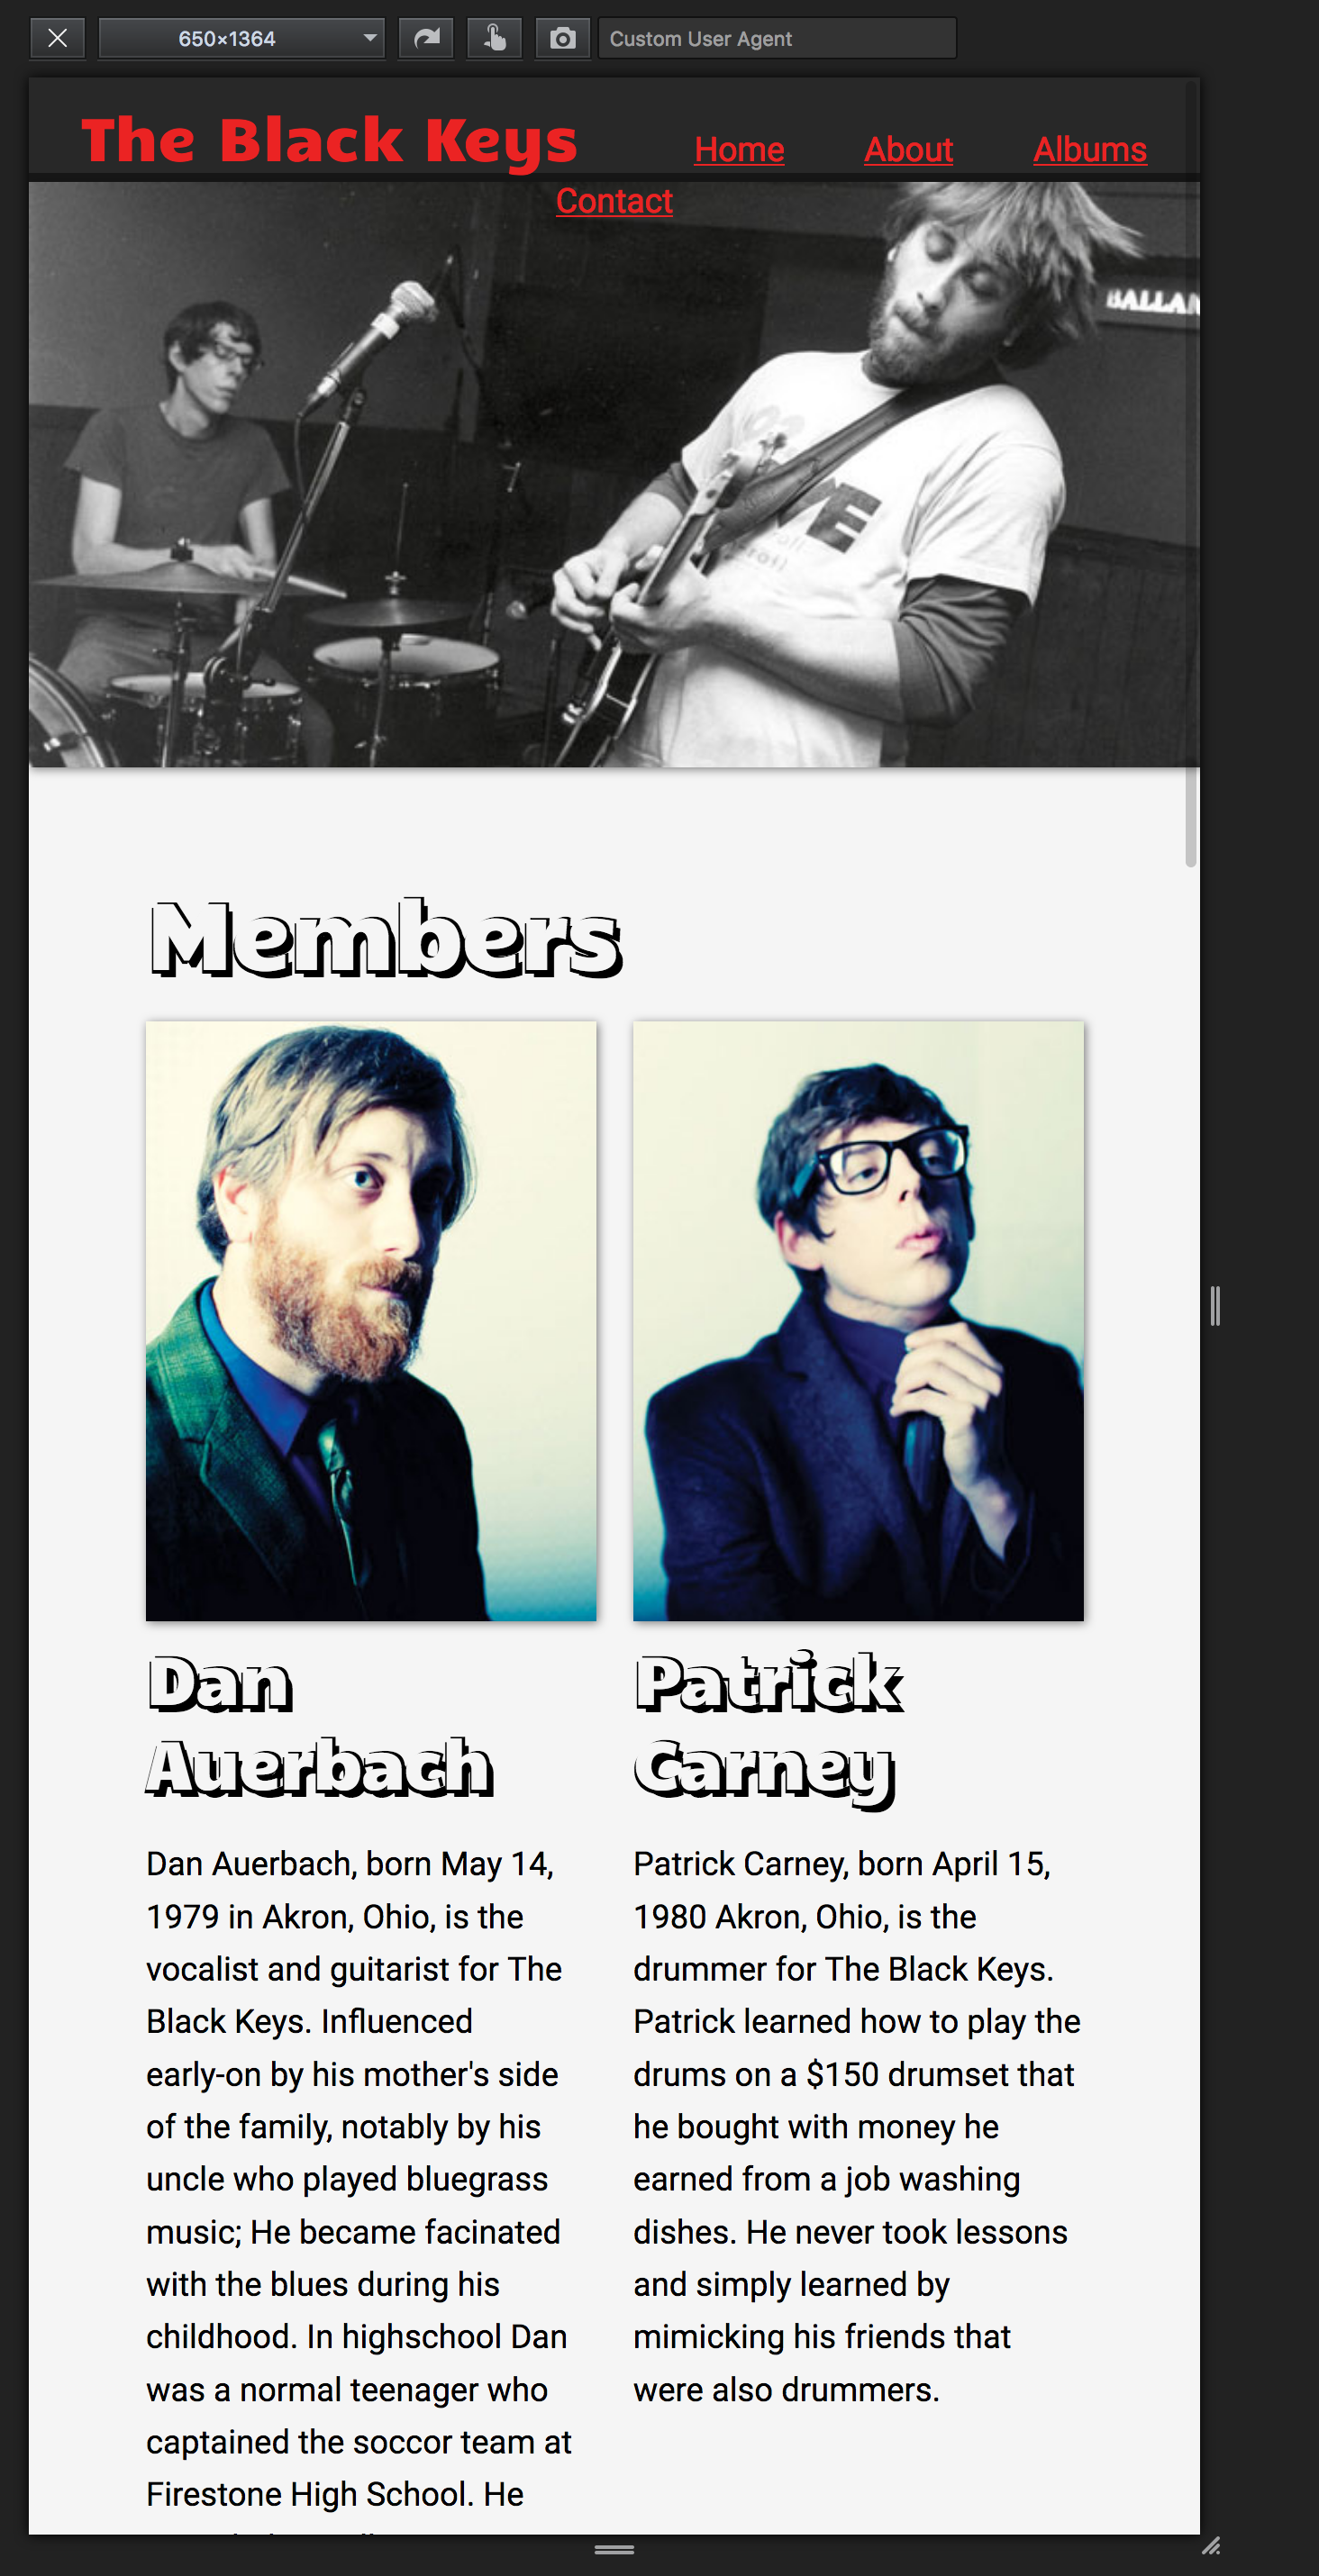 650×1364
Custom User Agent
The Black Keys
Home
About
Albums
Contact
Members
Dan
Auerbach
Dan Auerbach, born May 14,
1979 in Akron, Ohio, is the
vocalist and guitarist for The
Black Keys. Influenced
early-on by his mother's side
of the family, notably by his
uncle who played bluegrass
music; He became facinated
with the blues during his
childhood. In highschool Dan
was a normal teenager who
captained the soccor team at
Firestone High School. He
Patrick
Carney
Patrick Carney, born April 15,
1980 Akron, Ohio, is the
drummer for The Black Keys.
Patrick learned how to play the
drums on a $150 drumset that
he bought with money he
earned from a job washing
dishes. He never took lessons
and simply learned by
mimicking his friends that
were also drummers.